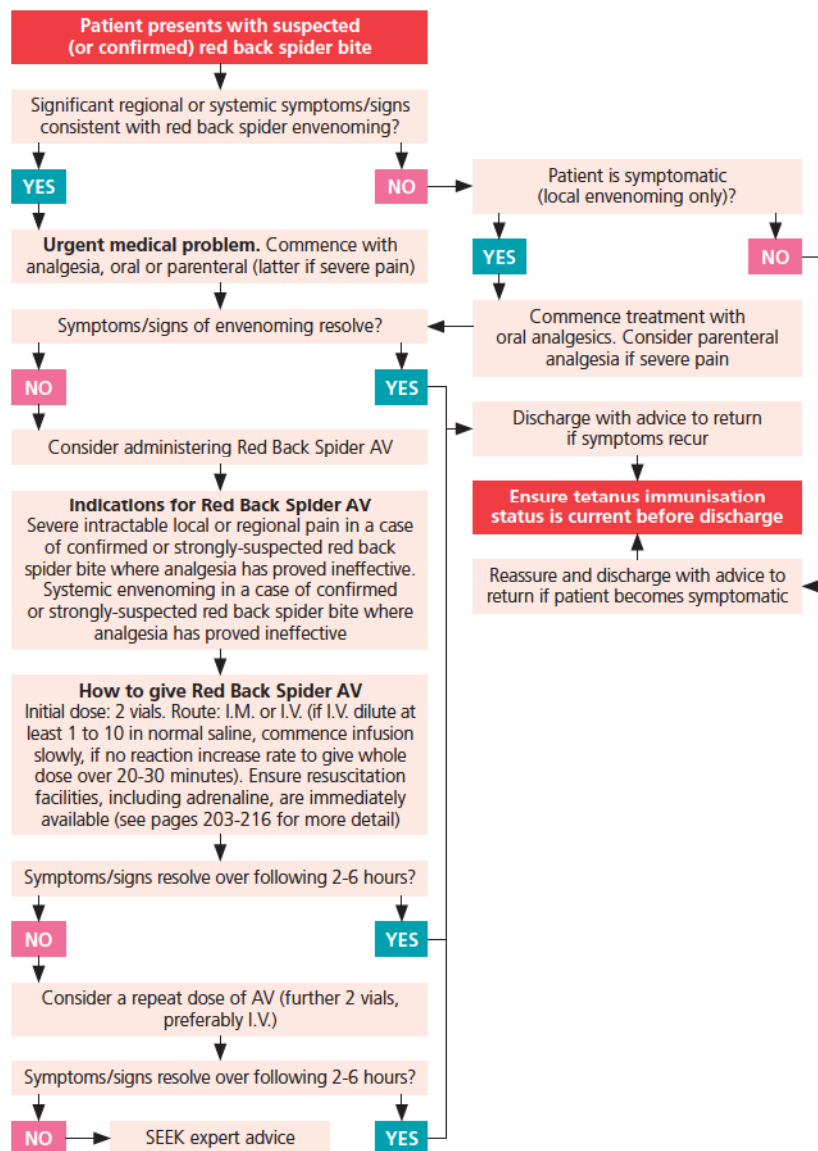 Patient presents with suspected
(or confirmed) red back spider bite
Significant regional or systemic symptoms/signs
consistent with red back spider envenoming?
YES
NO
Patient is symptomatic
(local envenoming only)?
YES
NO
Urgent medical problem. Commence with
analgesia, oral or parenteral (latter if severe pain)
Commence treatment with
oral analgesics. Consider parenteral
analgesia if severe pain
Symptoms/signs of envenoming resolve?
NO
YES
Discharge with advice to return
if symptoms recur
Consider administering Red Back Spider AV
Ensure tetanus immunisation
status is current before discharge
Reassure and discharge with advice to
return if patient becomes symptomatic
Indications for Red Back Spider AV
Severe intractable local or regional pain in a case
of confirmed or strongly-suspected red back
spider bite where analgesia has proved ineffective.
Systemic envenoming in a case of confirmed
or strongly-suspected red back spider bite where
analgesia has proved ineffective
How to give Red Back Spider AV
Initial dose: 2 vials. Route: I.M. or I.V. (if I.V. dilute at
least 1 to 10 in normal saline,
commence infusion
slowly, if no reaction increase rate to give whole
dose over 20-30 minutes). Ensure resuscitation
facilities, including adrenaline, are immediately
available (see pages 203-216 for more detail)
Symptoms/signs resolve over following 2-6 hours?
NO
YES
Consider a repeat dose of AV (further 2 vials,
preferably I.V.)
Symptoms/signs resolve over following 2-6 hours?
NO
SEEK expert advice
YES